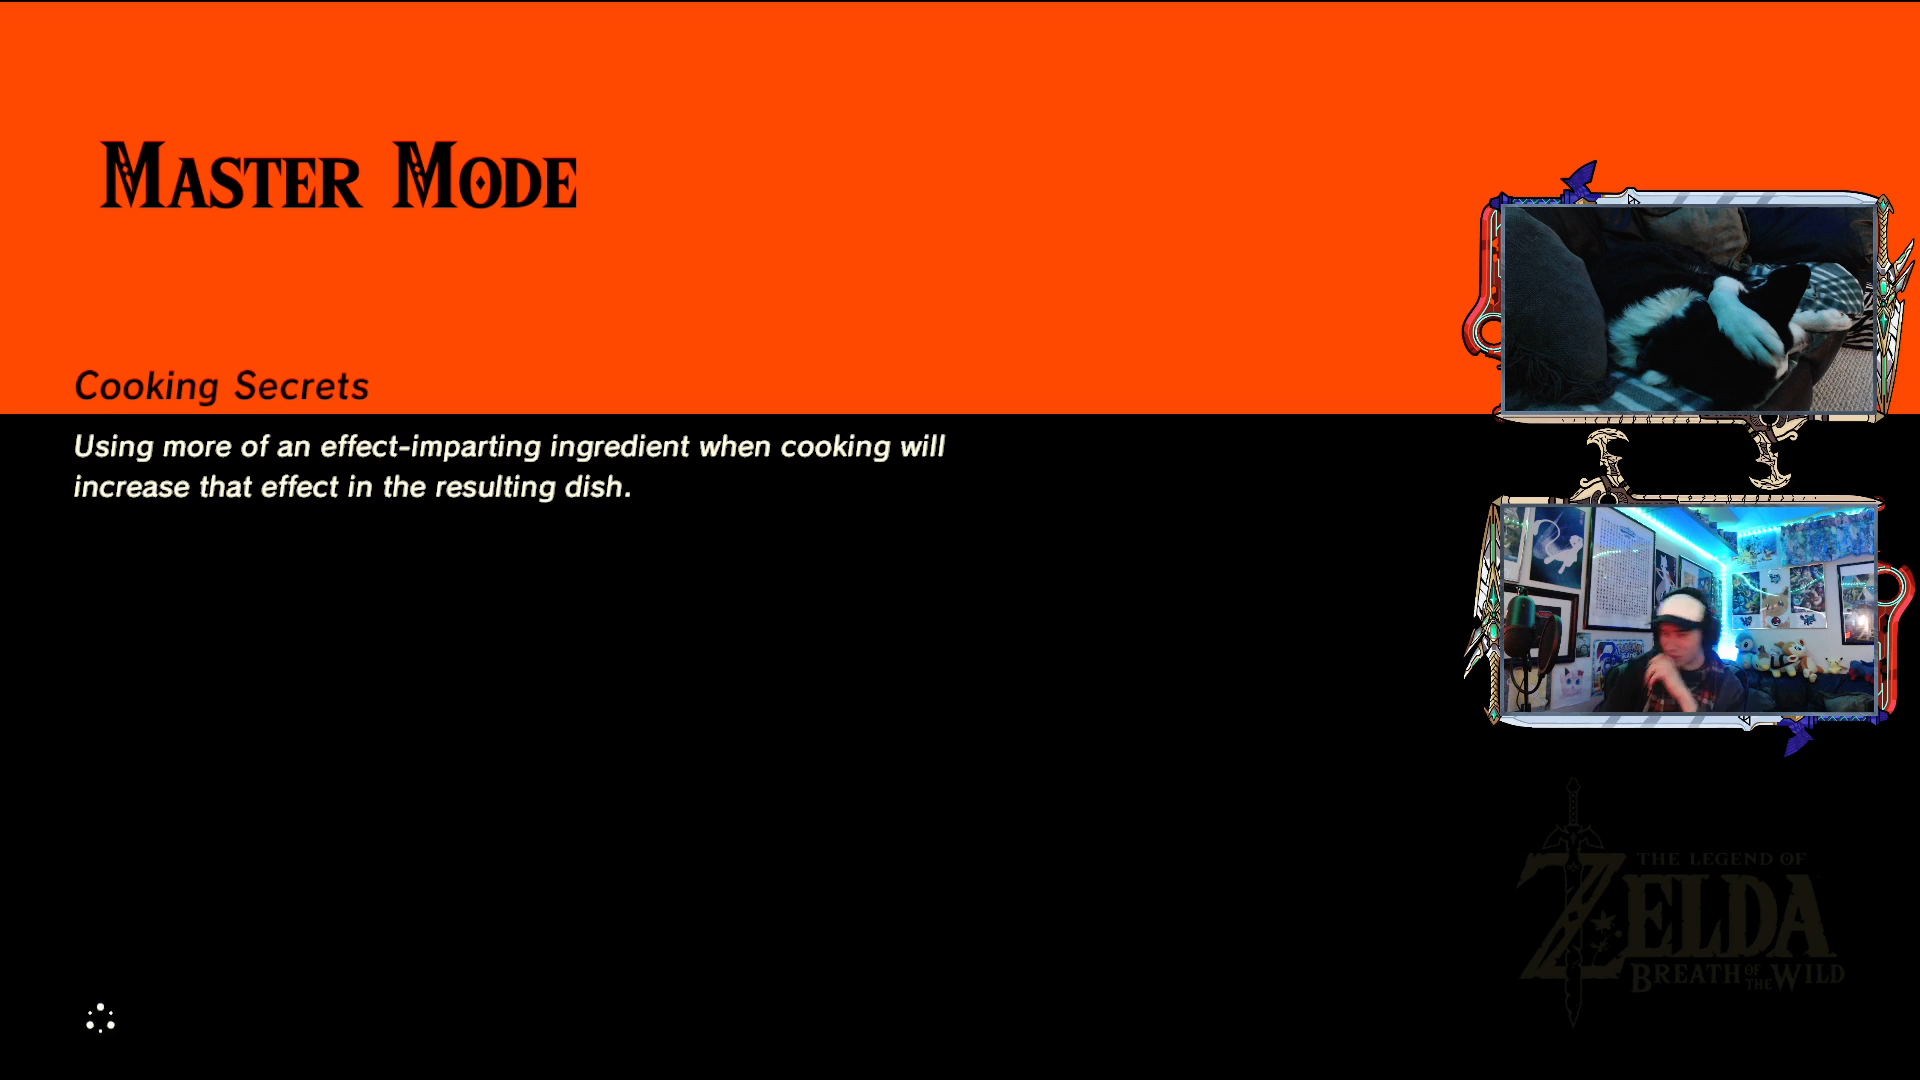 Master Mode
Cooking Secrets
Using more of an effect-imparting ingredient when cooking will
increase that effect in the resulting dish.
THE LEGEND OF
ZELDA
BREATH OF THE WILD